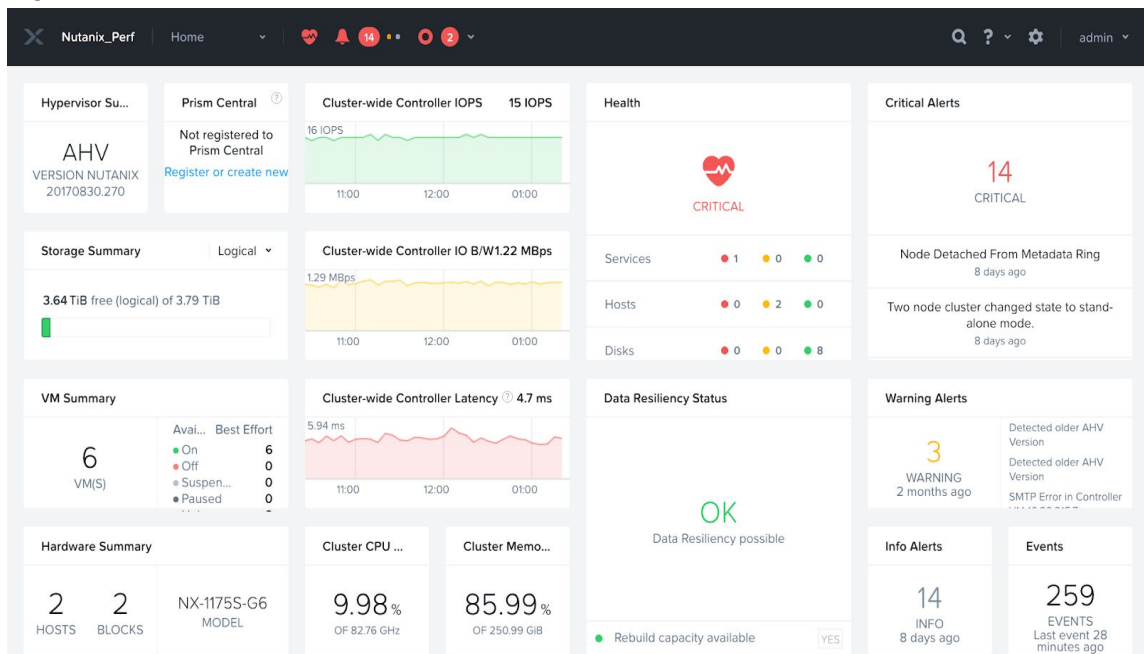 Nutanix_Perf
Home
14
2
?
admin
Hypervisor Su...
AHV
VERSION NUTANIX
20170830.270
Prism Central ?
Not registered to
Prism Central
Register or create new
Cluster-wide Controller IOPS 15 IOPS
16 IOPS
11:00 12:00 01:00
Health
CRITICAL
Services 1 0 0
Hosts 0 2 0
Disks 0 0 8
Critical Alerts
14
CRITICAL
Node Detached From Metadata Ring
8 days ago
Two node cluster changed state to stand-
alone mode.
8 days ago
Storage Summary Logical
3.64 TiB free (logical) of 3.79 TiB
Cluster-wide Controller IO B/W1.22 MBps
1.29 MBps
11:00 12:00 01:00
VM Summary
6
VM(S)
Avai... Best Effort
On 6
Off 0
Suspen... 0
Paused 0
Cluster-wide Controller Latency ? 4.7 ms
5.94 ms
11:00 12:00 01:00
Data Resiliency Status
OK
Data Resiliency possible
Rebuild capacity available YES
Warning Alerts
3
WARNING
2 months ago
Detected older AHV
Version
Detected older AHV
Version
SMTP Error in Controller
Hardware Summary
2
HOSTS
2
BLOCKS
NX-1175S-G6
MODEL
Cluster CPU ...
9.98 %
OF 82.76 GHz
Cluster Memo...
85.99 %
OF 250.99 GiB
Info Alerts
14
INFO
8 days ago
Events
259
EVENTS
Last event 28
minutes ago